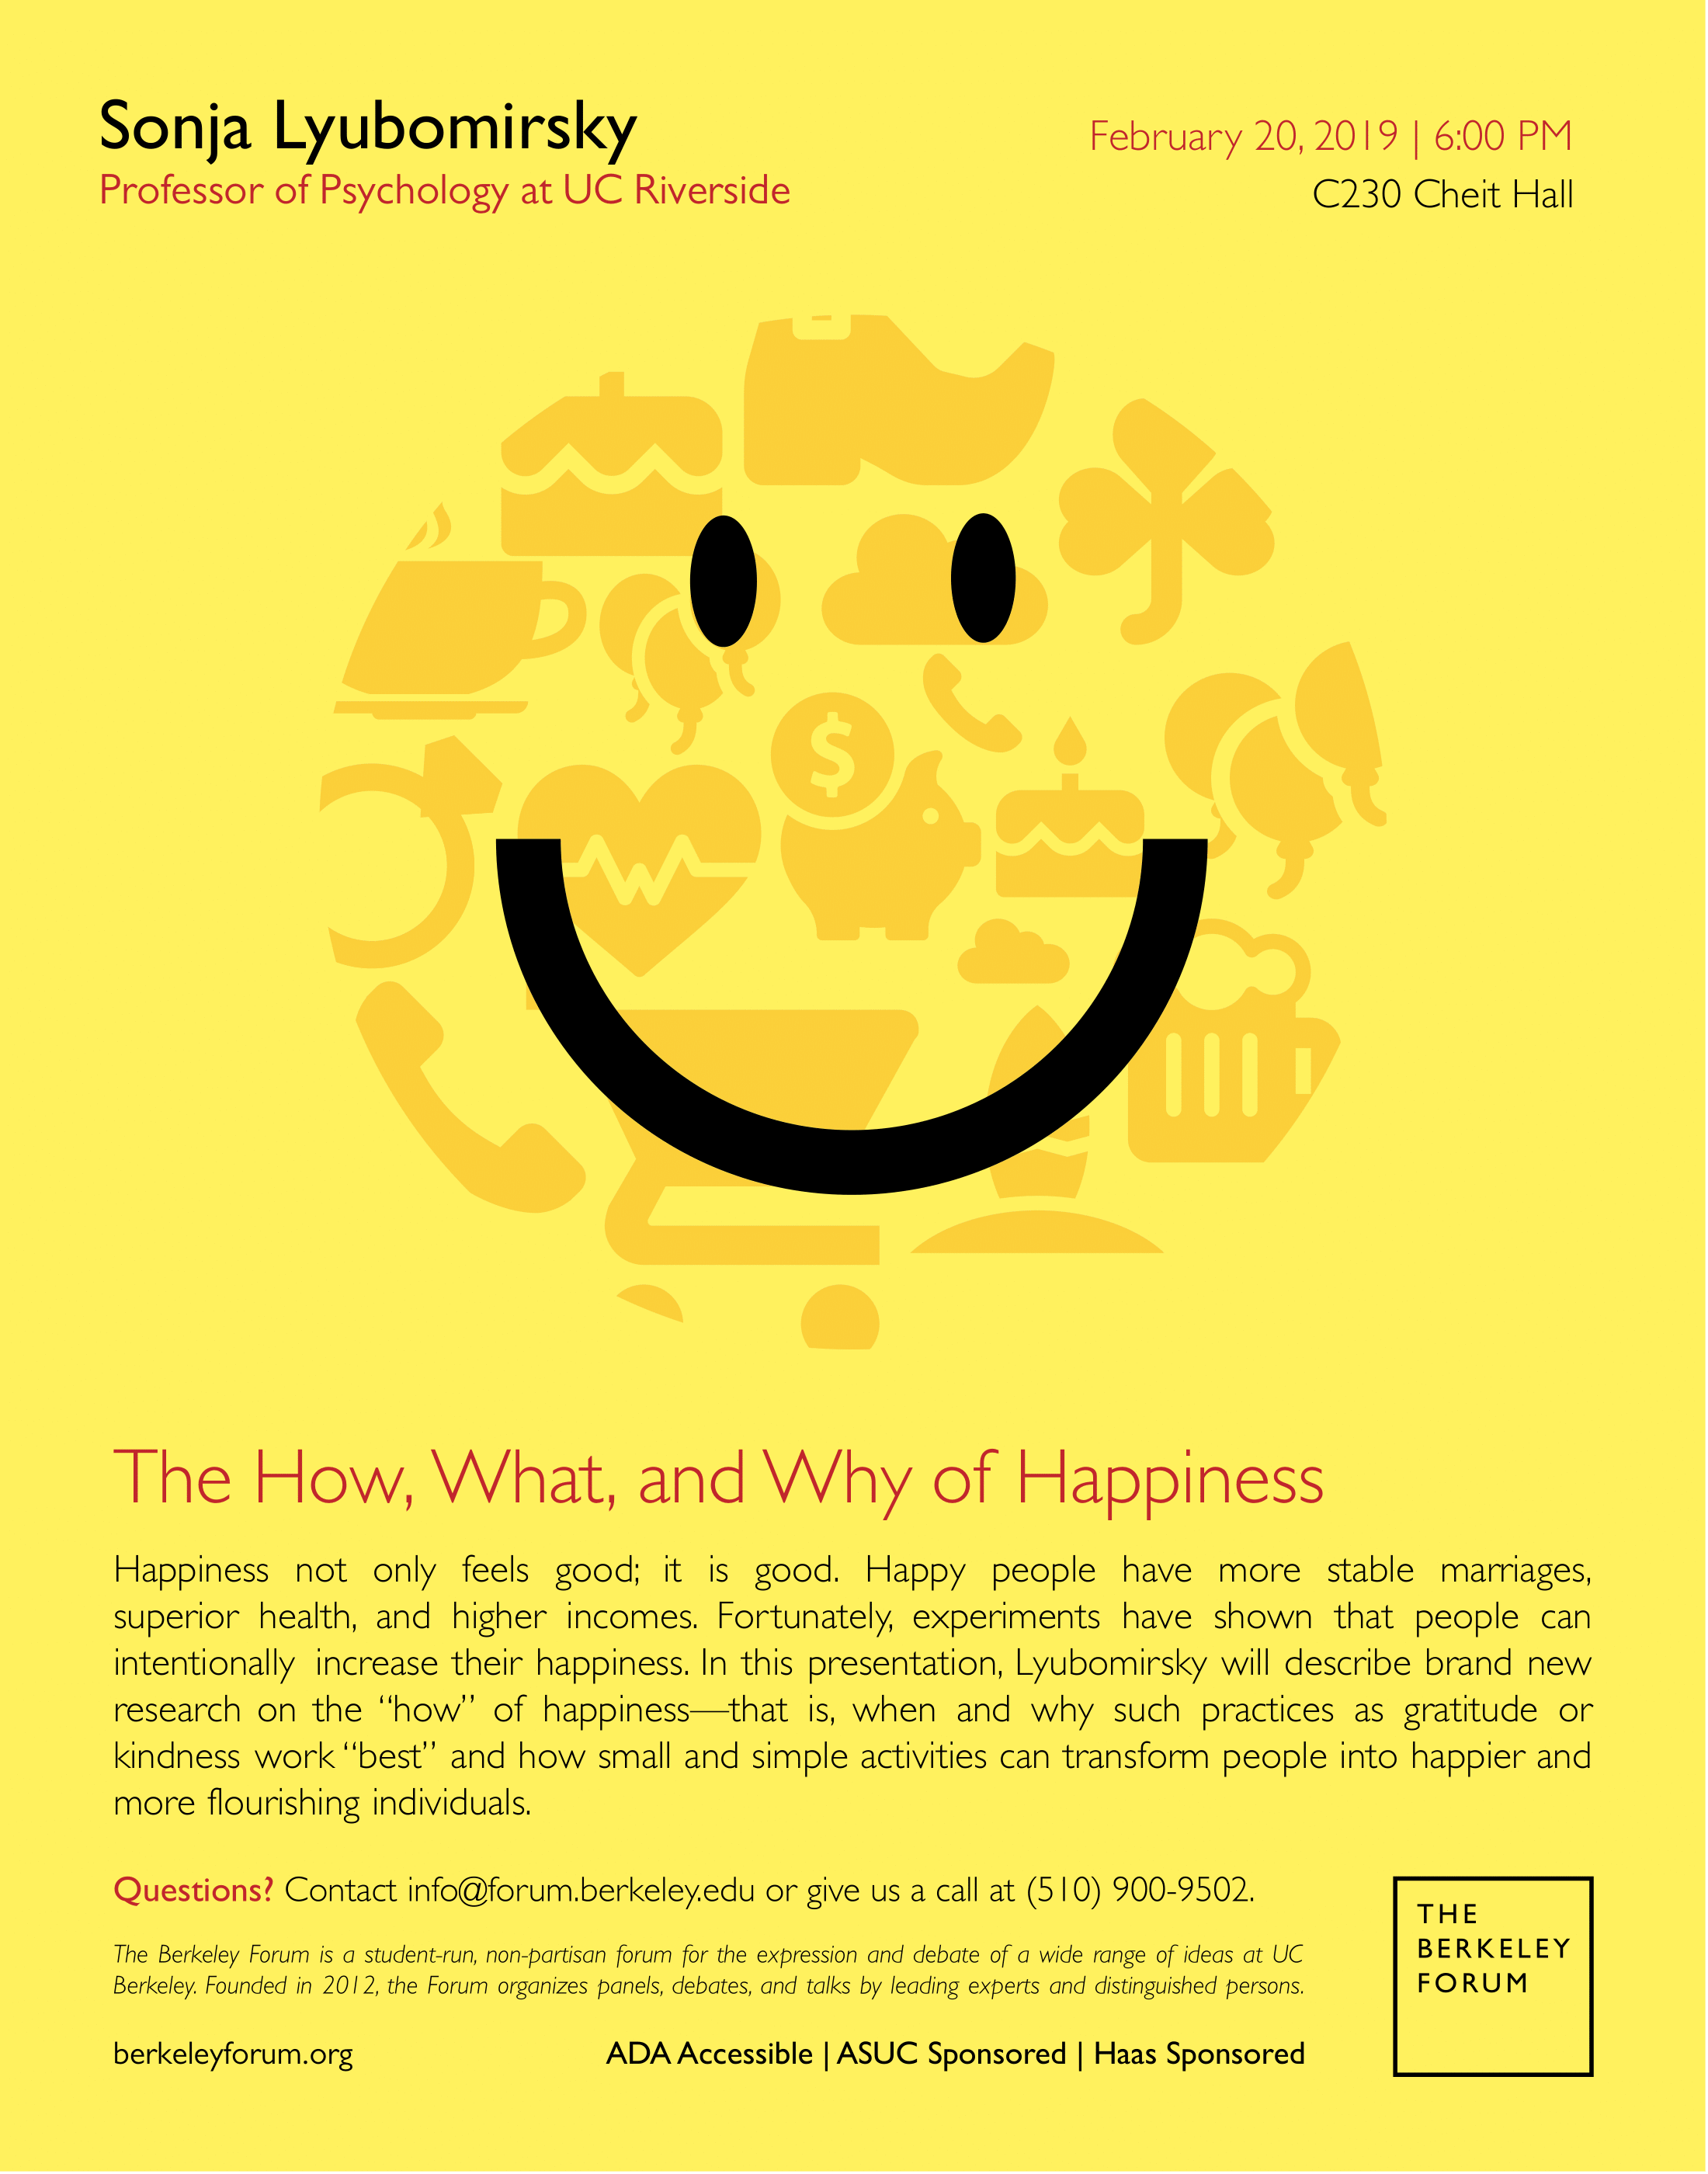 Sonja Lyubomirsky
Professor of Psychology at UC Riverside
February 20, 2019 | 6:00 PM
C230 Cheit Hall
$
The How, What, and Why of Happiness
Happiness not only feels good; it is good. Happy people have more stable marriages,
superior health, and higher incomes. Fortunately, experiments have shown that people can
intentionally increase their happiness. In this presentation, Lyubomirsky will describe brand new
research on the “how” of happiness—that is, when and why such practices as gratitude or
kindness work “best” and how small and simple activities can transform people into happier and
more flourishing individuals.
Questions? Contact info@forum.berkeley.edu or give us a call at (510) 900-9502.
The Berkeley Forum is a student-run, non-partisan forum for the expression and debate of a wide range of ideas at UC
Berkeley. Founded in 2012, the Forum organizes panels, debates, and talks by leading experts and distinguished persons.
berkeleyforum.org
ADA Accessible | ASUC Sponsored | Haas Sponsored
THE
BERKELEY
FORUM